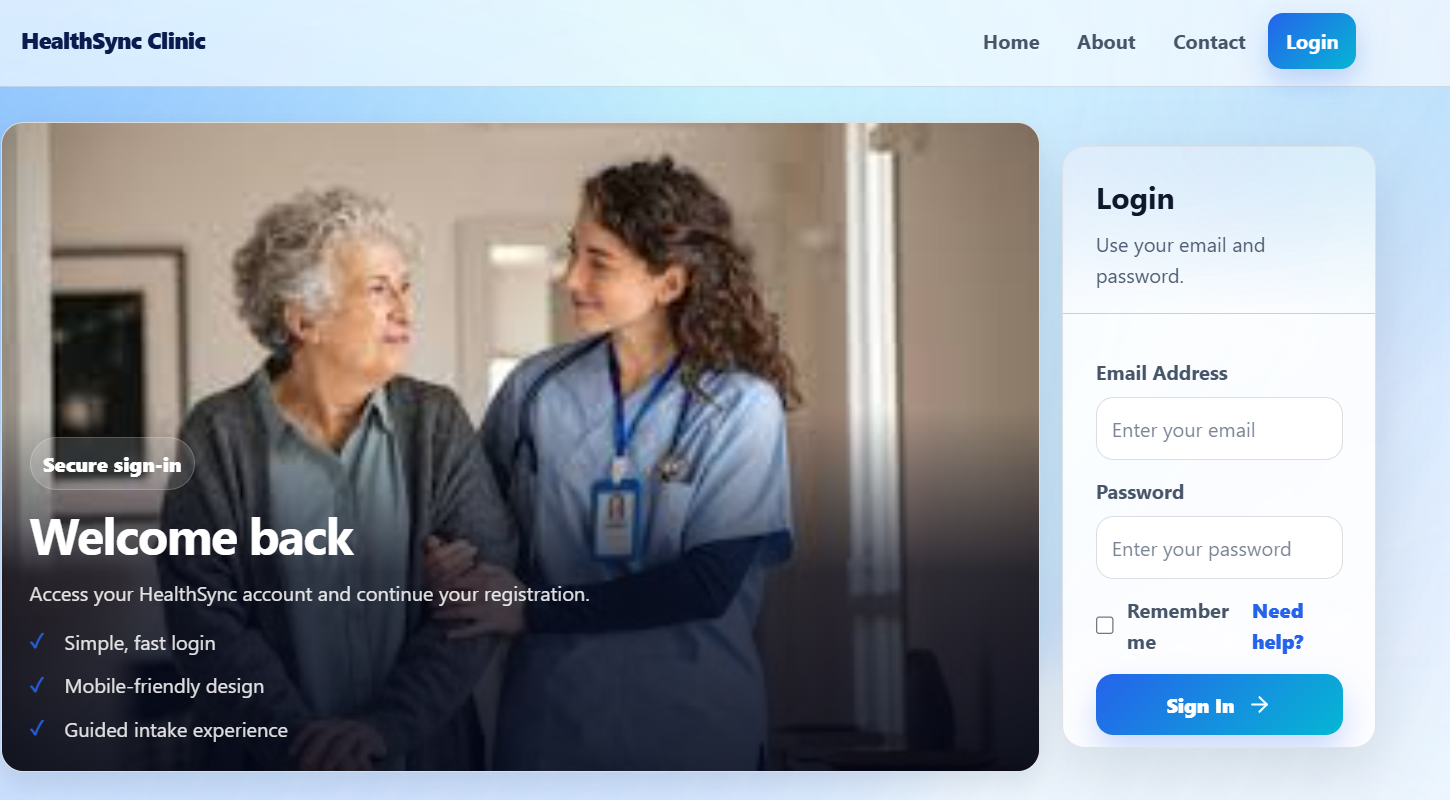 HealthSync Clinic
Home
About
Contact
Login
Secure sign-in
Welcome back
Access your HealthSync account and continue your registration.
✓ Simple, fast login
✓ Mobile-friendly design
✓ Guided intake experience
Login
Use your email and
password.
Email Address
Enter your email
Password
Enter your password
Remember
me
Need
help?
Sign In →